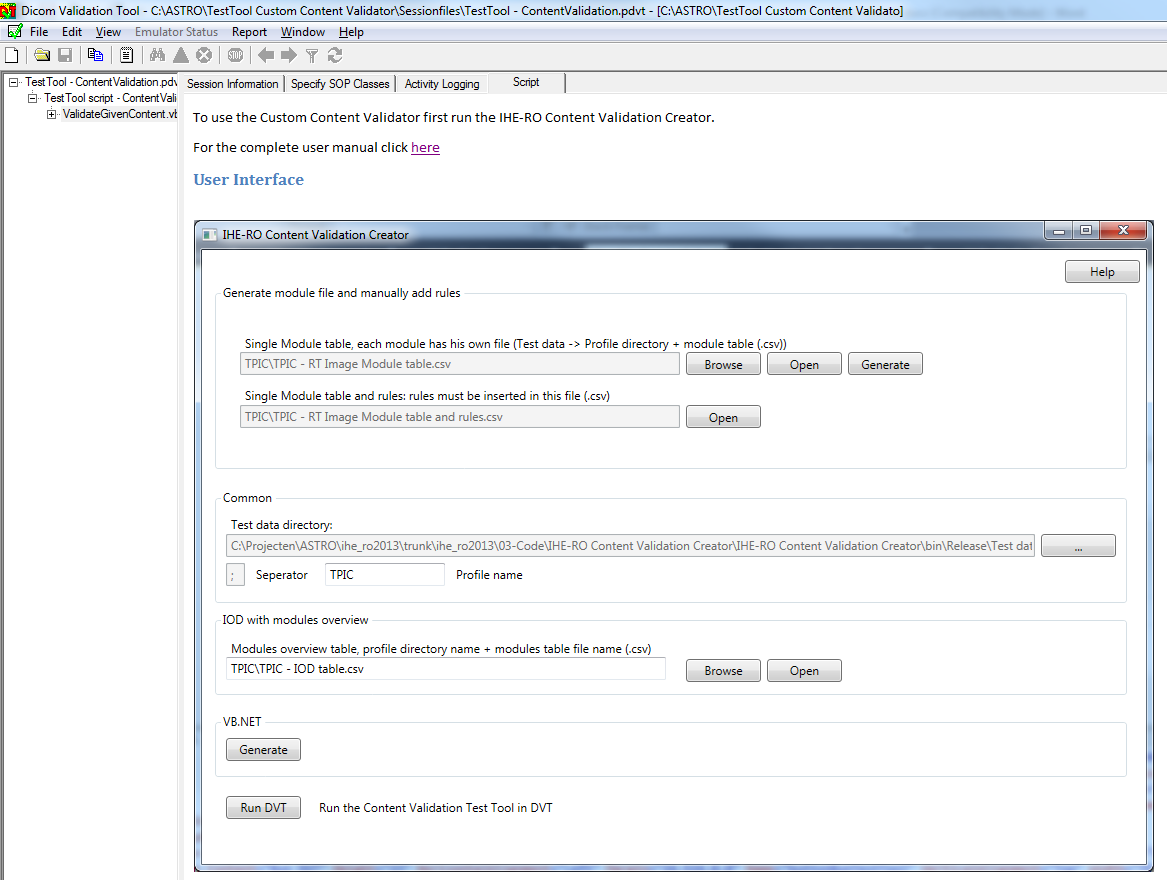 Dicom Validation Tool - C:\ASTRO\TestTool Custom Content Validator\Sessionfiles\TestTool - ContentValidation.pdvt - [C:\ASTRO\TestTool Custom Content Validato]
File Edit View Emulator Status Report Window Help
STOP
TestTool - ContentValidation.pdv
TestTool script - ContentVali
ValidateGivenContent.vb
Session Information Specify SOP Classes Activity Logging Script
To use the Custom Content Validator first run the IHE-RO Content Validation Creator.
For the complete user manual click here
User Interface
IHE-RO Content Validation Creator
Help
Generate module file and manually add rules
Single Module table, each module has his own file (Test data -> Profile directory + module table (.csv))
TPIC\TPIC - RT Image Module table.csv Browse Open Generate
Single Module table and rules: rules must be inserted in this file (.csv)
TPIC\TPIC - RT Image Module table and rules.csv Open
Common
Test data directory:
C:\Projecten\ASTRO\ihe_ro2013\trunk\ihe_ro2013\03-Code\IHE-RO Content Validation Creator\IHE-RO Content Validation Creator\bin\Release\Test dat ...
; Seperator TPIC Profile name
IOD with modules overview
Modules overview table, profile directory name + modules table file name (.csv)
TPIC\TPIC - IOD table.csv Browse Open
VB.NET
Generate
Run DVT Run the Content Validation Test Tool in DVT